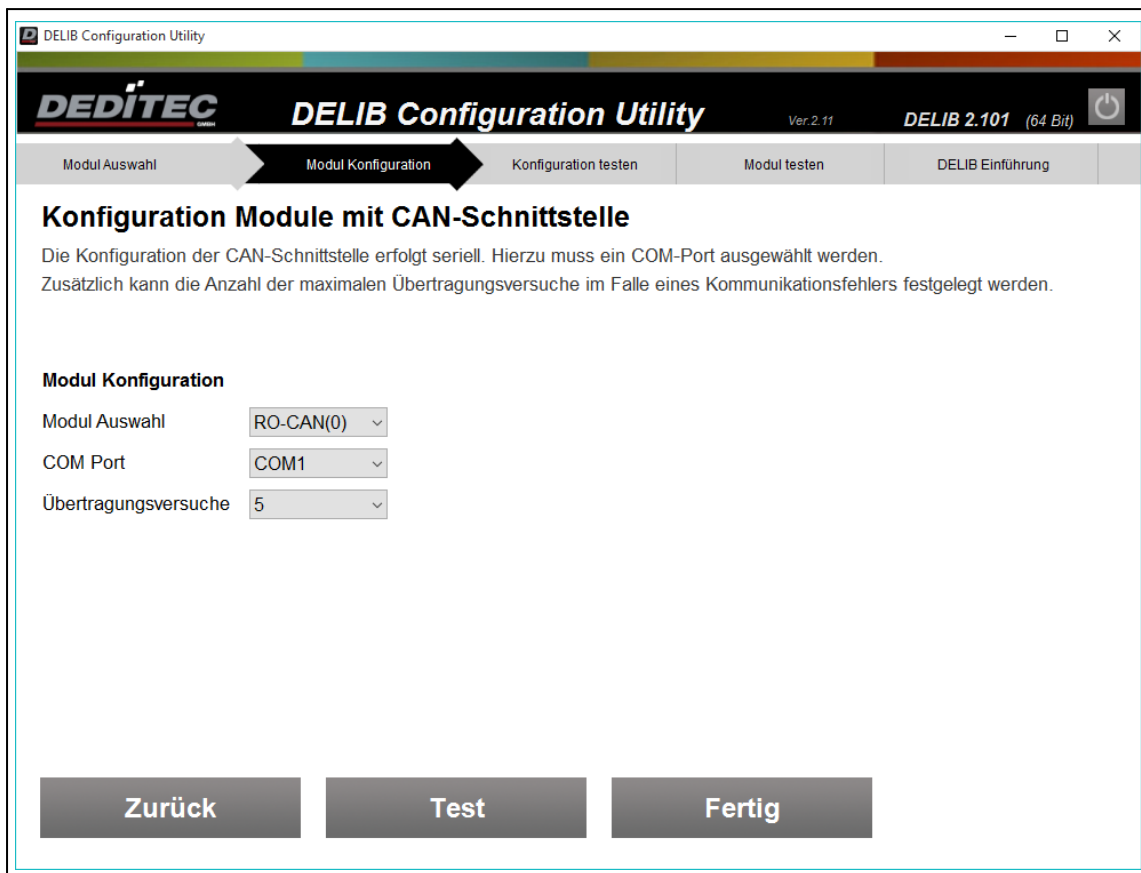 DELIB Configuration Utility
DEDITEC
GMBH
DELIB Configuration Utility
Ver.2.11
DELIB 2.101 (64 Bit)
Modul Auswahl
Modul Konfiguration
Konfiguration testen
Modul testen
DELIB Einführung
Konfiguration Module mit CAN-Schnittstelle
Die Konfiguration der CAN-Schnittstelle erfolgt seriell. Hierzu muss ein COM-Port ausgewählt werden.
Zusätzlich kann die Anzahl der maximalen Übertragungsversuche im Falle eines Kommunikationsfehlers festgelegt werden.
Modul Konfiguration
Modul Auswahl RO-CAN(0)
COM Port COM1
Übertragungsversuche 5
Zurück
Test
Fertig